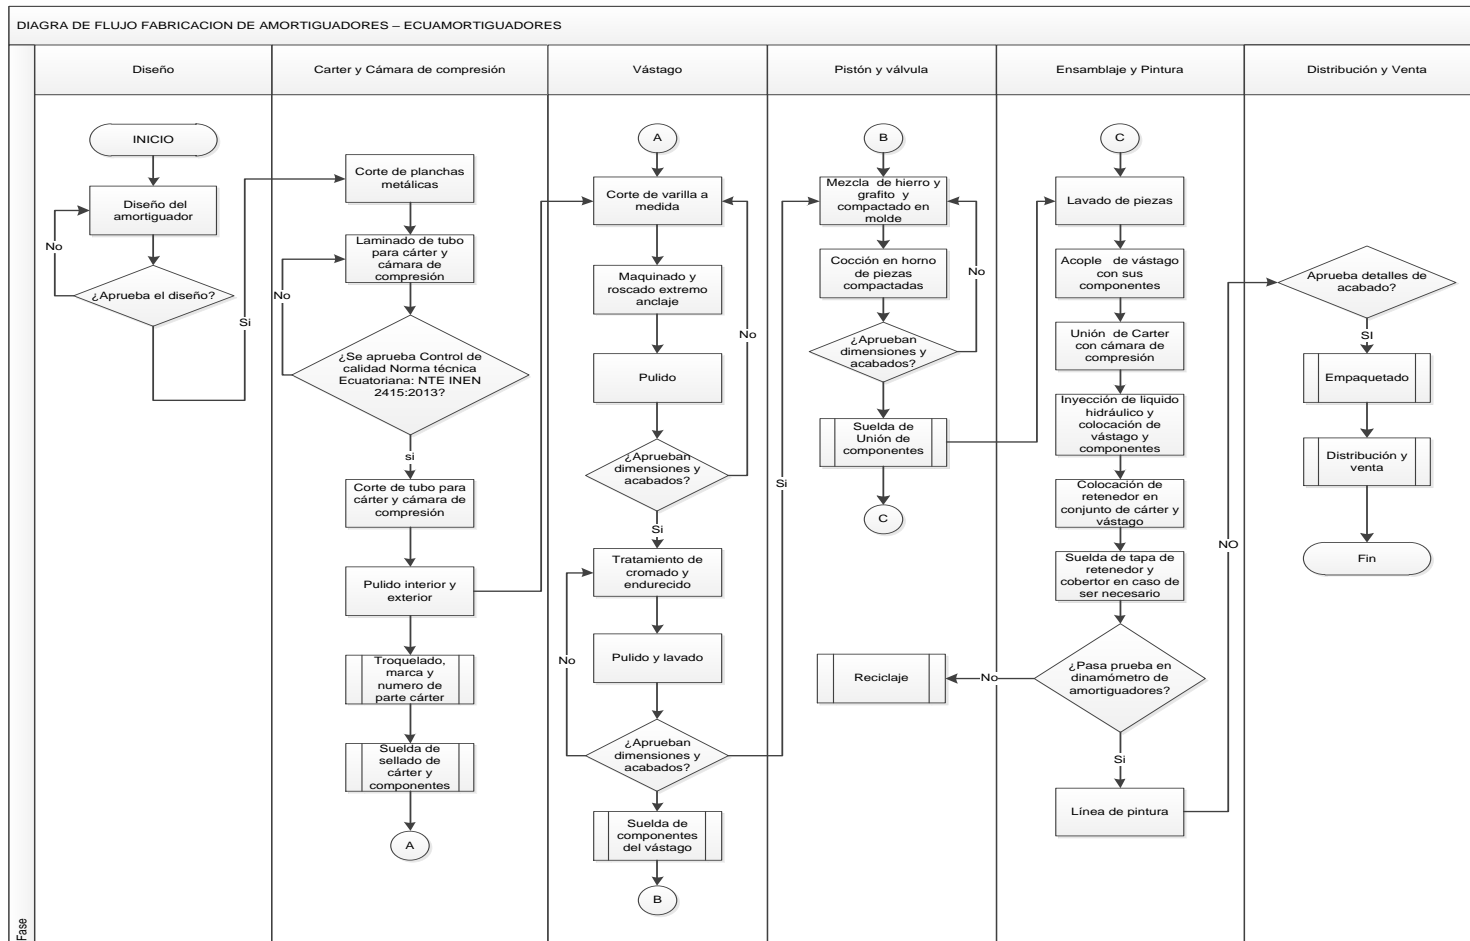 DIAGRA DE FLUJO FABRICACION DE AMORTIGUADORES – ECUAMORTIGUADORES
Fase
Diseño
INICIO
Diseño del
amortiguador
No
¿Aprueba el diseño?
Si
Carter y Cámara de compresión
Corte de planchas
metálicas
Laminado de tubo
para cárter y
cámara de
compresión
No
¿Se aprueba Control de
calidad Norma técnica
Ecuatoriana: NTE INEN
2415:2013?
si
Corte de tubo para
cárter y cámara de
compresión
Pulido interior y
exterior
Troquelado,
marca y
numero de
parte cárter
Suelda de
sellado de
cárter y
componentes
A
Vástago
A
Corte de varilla a
medida
Maquinado y
roscado extremo
anclaje
No
Pulido
¿Aprueban
dimensiones y
acabados?
Si
Tratamiento de
cromado y
endurecido
No
Pulido y lavado
¿Aprueban
dimensiones y
acabados?
Si
Suelda de
componentes
del vástago
B
Pistón y válvula
B
Mezcla de hierro y
grafito y
compactado en
molde
Cocción en horno
de piezas
compactadas
No
¿Aprueban
dimensiones y
acabados?
Suelda de
Unión de
componentes
C
Reciclaje
Ensamblaje y Pintura
C
Lavado de piezas
Acople de vástago
con sus
componentes
Unión de Carter
con cámara de
compresión
Inyección de liquido
hidráulico y
colocación de
vástago y
componentes
Colocación de
retenedor en
conjunto de cárter y
vástago
Suelda de tapa de
retenedor y
cobertor en caso de
ser necesario
¿Pasa prueba en
dinamómetro de
amortiguadores?
No
Si
Línea de pintura
NO
Distribución y Venta
Aprueba detalles de
acabado?
SI
Empaquetado
Distribución y
venta
Fin